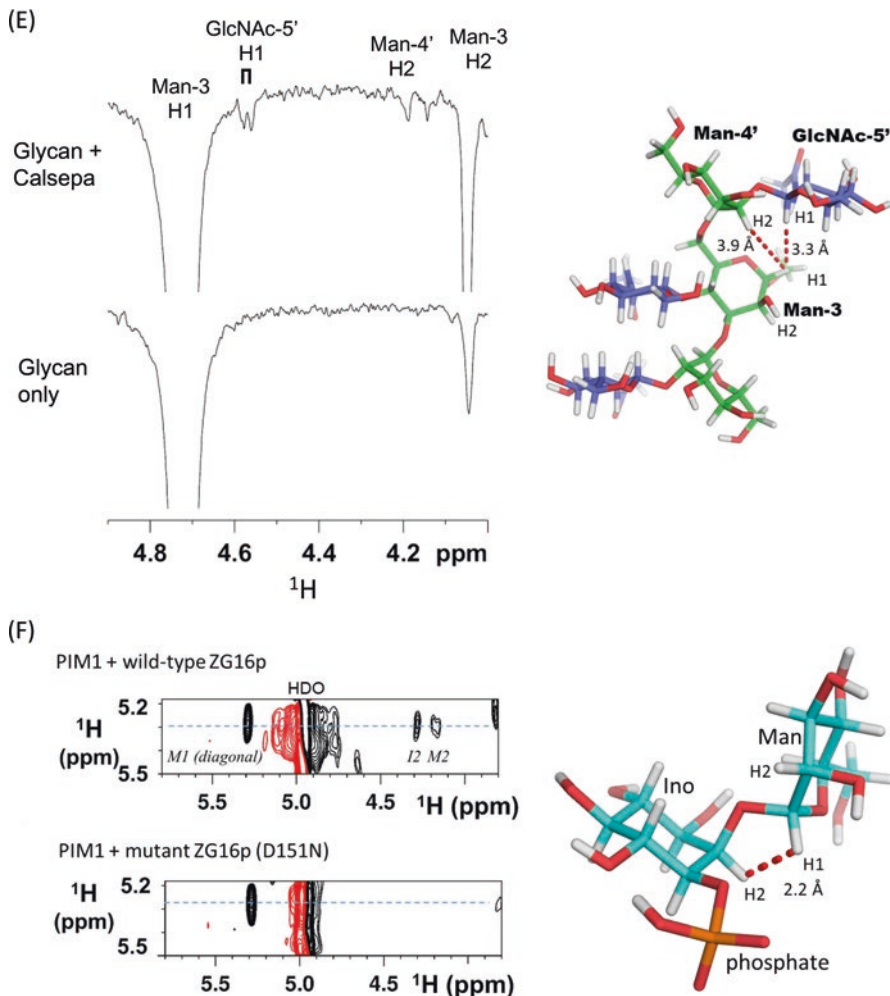 (E)
GlcNAc-5'
H1
Man-3
H1
Man-4'
H2
Man-3
H2
Glycan +
Calsepa
Glycan
only
4.8 4.6 4.4 4.2 ppm
¹H
Man-4'
GlcNAc-5'
H2
H1
3.9 Å
3.3 Å
H1
Man-3
H2
(F)
PIM1 + wild-type ZG16p
HDO
5.2
¹H
(ppm)
5.5
M1 (diagonal)
I2 M2
5.5 5.0 4.5
¹H (ppm)
PIM1 + mutant ZG16p (D151N)
5.2
¹H
(ppm)
5.5
5.5 5.0 4.5
¹H (ppm)
Man
H2
Ino
H1
H2
2.2 Å
phosphate